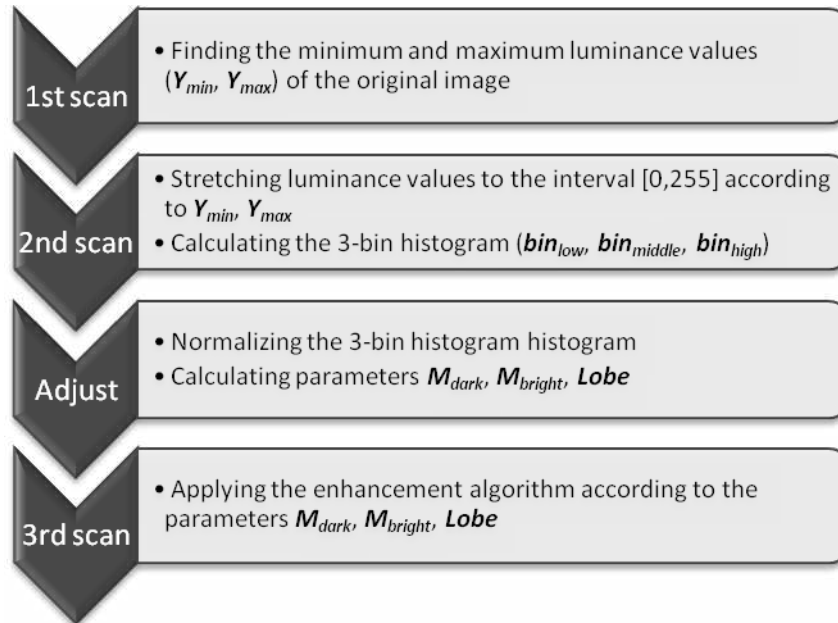 1st scan
• Finding the minimum and maximum luminance values
(Ymin, Ymax) of the original image
2nd scan
• Stretching luminance values to the interval [0,255] according
to Ymin, Ymax
• Calculating the 3-bin histogram (binlow, binmiddle, binhigh)
Adjust
• Normalizing the 3-bin histogram histogram
• Calculating parameters Mdark, Mbright, Lobe
3rd scan
• Applying the enhancement algorithm according to the
parameters Mdark, Mbright, Lobe